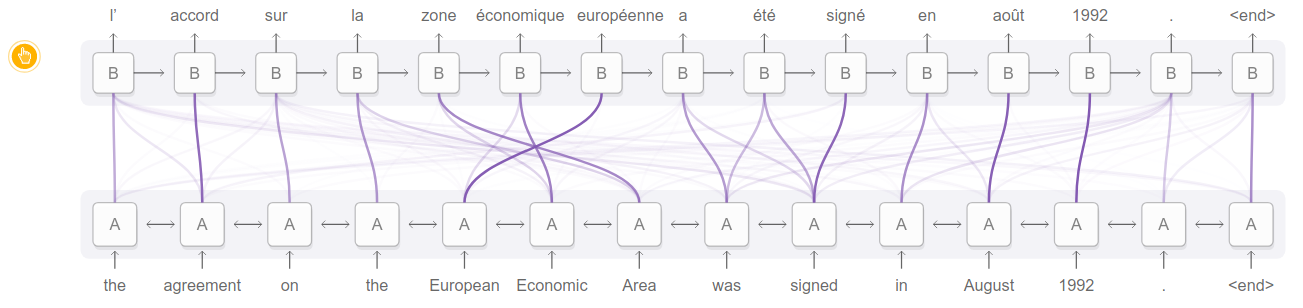 l' accord sur la zone économique européenne a été signé en août 1992 . <end>
B B B B B B B B B B B B B B B
A A A A A A A A A A A A A A
the agreement on the European Economic Area was signed in August 1992 . <end>